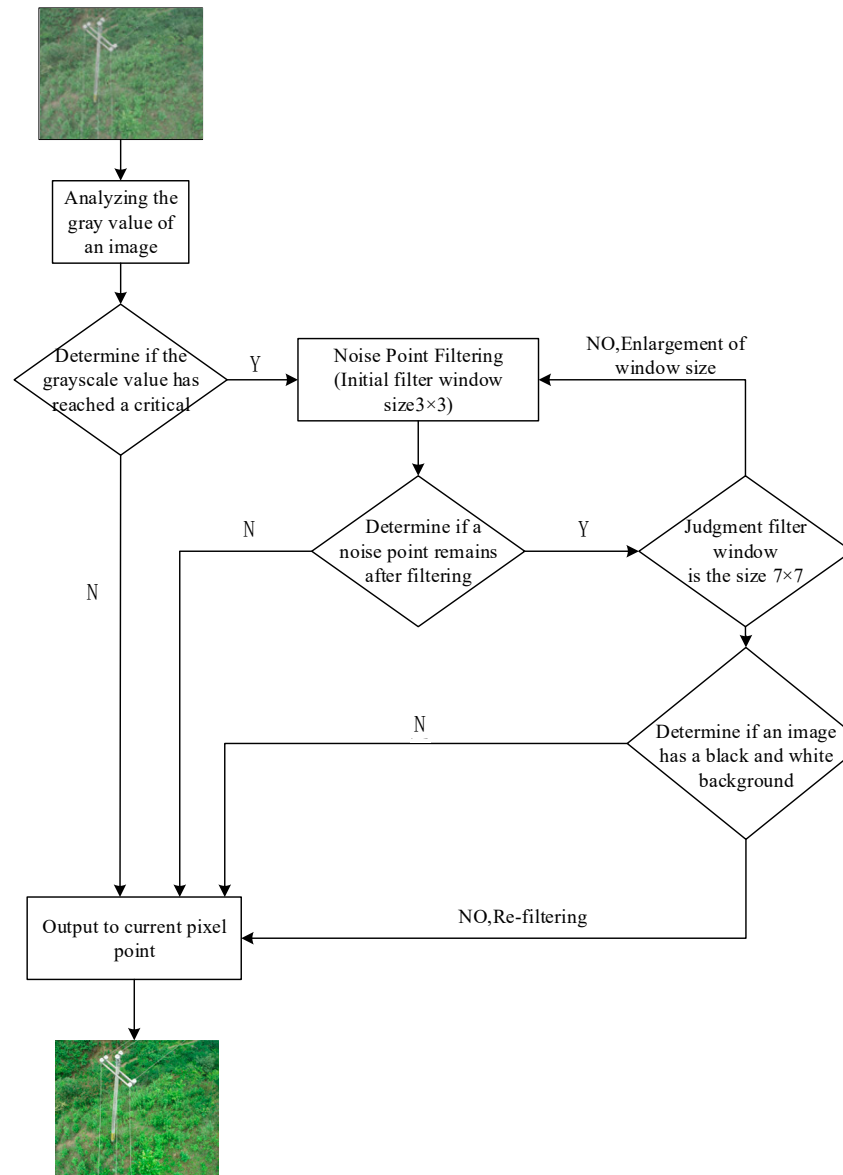 Analyzing the
gray value of
an image
Determine if the
grayscale value has
reached a critical
Y
Noise Point Filtering
(Initial filter window
size3×3)
NO,Enlargement of
window size
N
Determine if a
noise point remains
after filtering
Y
Judgment filter
window
is the size 7×7
N
N
Determine if an image
has a black and white
background
NO,Re-filtering
Output to current pixel
point